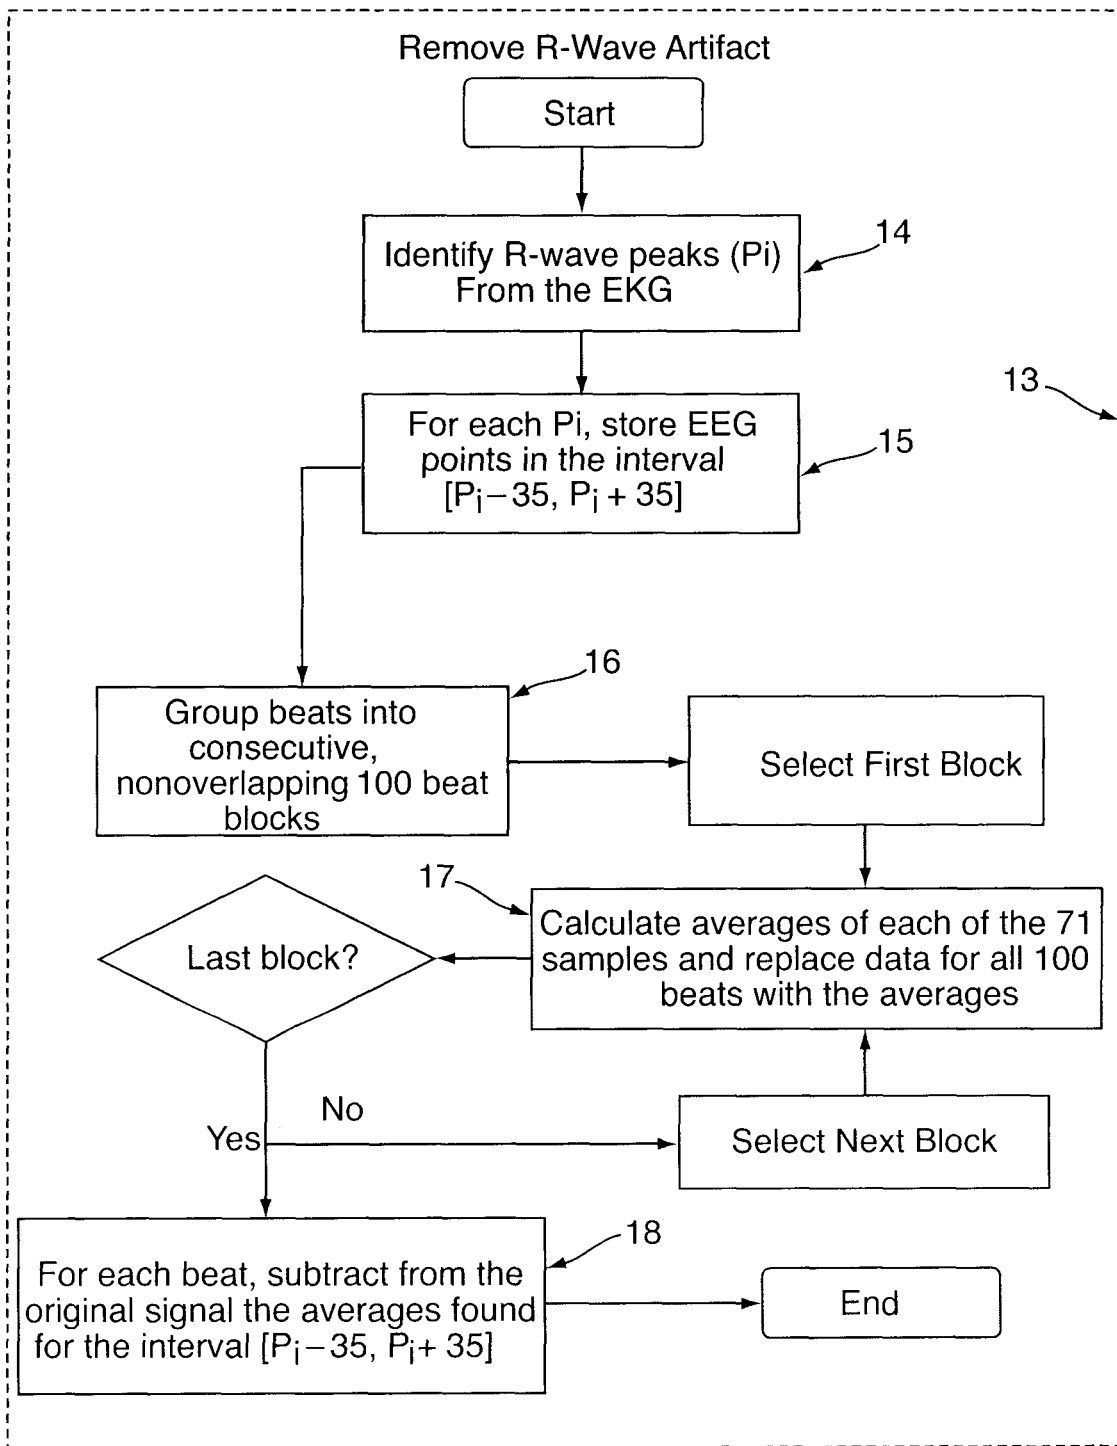 Remove R-Wave Artifact
Start
Identify R-wave peaks (Pi)
From the EKG
14
13
For each Pi, store EEG
points in the interval
[Pi−35, Pi + 35]
15
16
Group beats into
consecutive,
nonoverlapping 100 beat
blocks
Select First Block
17
Calculate averages of each of the 71
samples and replace data for all 100
beats with the averages
Last block?
No
Yes
Select Next Block
18
For each beat, subtract from the
original signal the averages found
for the interval [Pi−35, Pi+ 35]
End